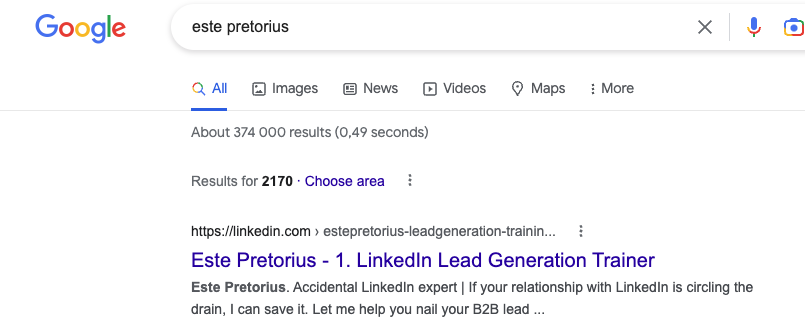 Google
este pretorius
All Images News Videos Maps More
About 374 000 results (0,49 seconds)
Results for 2170 · Choose area
https://linkedin.com › estepretorius-leadgeneration-trainin...
Este Pretorius - 1. LinkedIn Lead Generation Trainer
Este Pretorius. Accidental LinkedIn expert | If your relationship with LinkedIn is circling the
drain, I can save it. Let me help you nail your B2B lead ...